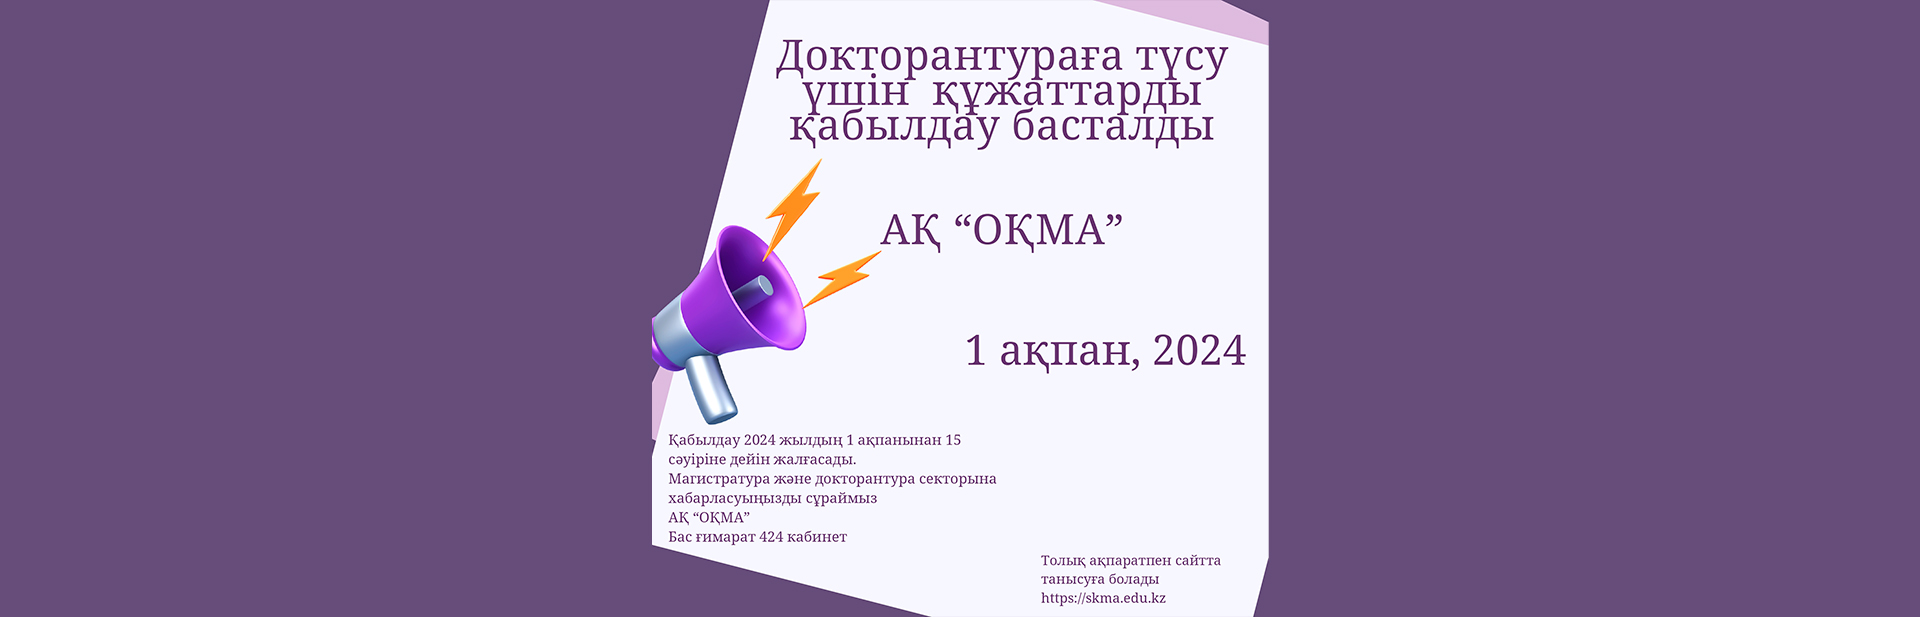 Докторантураға түсу
үшін құжаттарды
қабылдау басталды
АҚ “ОҚМА”
1 ақпан, 2024
Қабылдау 2024 жылдың 1 ақпанынан 15
сәуіріне дейін жалғасады.
Магистратура және докторантура секторына
хабарласуыңызды сұраймыз
АҚ “ОҚМА”
Бас ғимарат 424 кабинет
Толық ақпаратпен сайтта
танысуға болады
https://skma.edu.kz